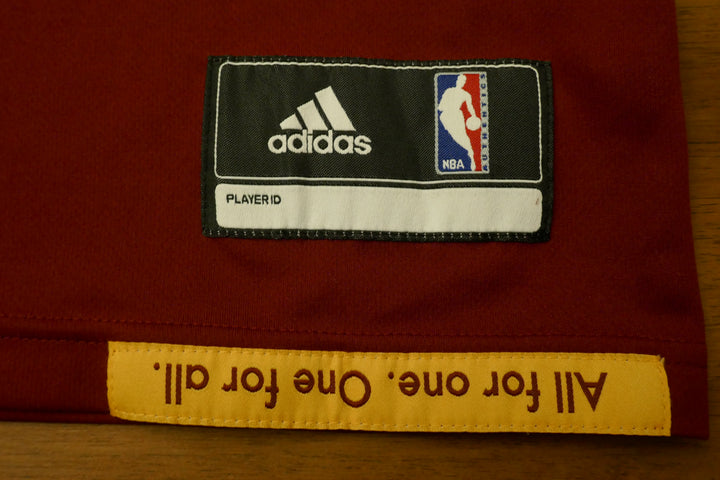 adidas
NBA
AUTHENTICS
PLAYER ID
All for one. One for all.